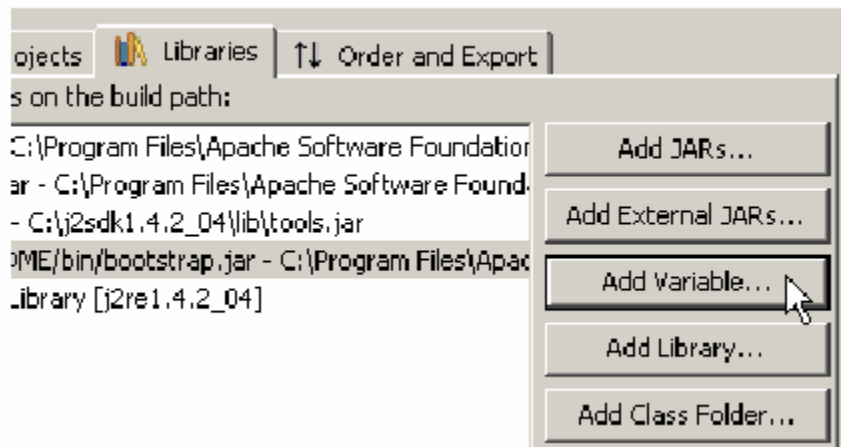 ojects Libraries Order and Export
s on the build path:
C:\Program Files\Apache Software Foundation
ar - C:\Program Files\Apache Software Found
- C:\j2sdk1.4.2_04\lib\tools.jar
OME/bin/bootstrap.jar - C:\Program Files\Apac
Library [j2re1.4.2_04]
Add JARs...
Add External JARs...
Add Variable...
Add Library...
Add Class Folder...